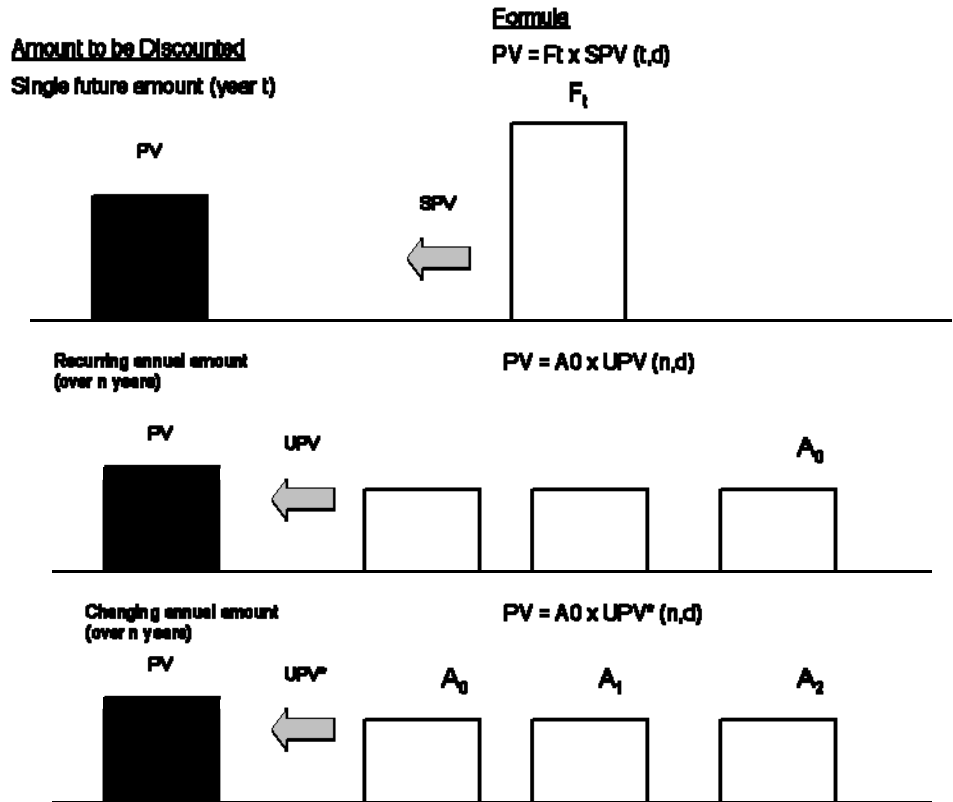 Formula
Amount to be Discounted
PV = Ft x SPV (t,d)
Single future amount (year t)
Fₜ
PV
SPV
Recurring annual amount
(over n years)
PV = A0 x UPV (n,d)
PV
UPV
A₀
Changing annual amount
(over n years)
PV = A0 x UPV* (n,d)
PV
UPV*
A₀
A₁
A₂